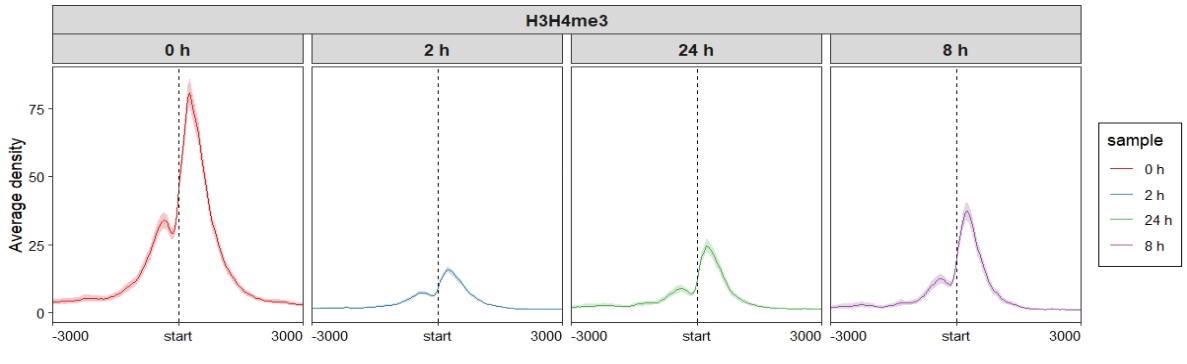 H3H4me3
0 h 2 h 24 h 8 h
Average density
75
50
25
0
-3000 start 3000 -3000 start 3000 -3000 start 3000 -3000 start 3000
sample
0 h
2 h
24 h
8 h